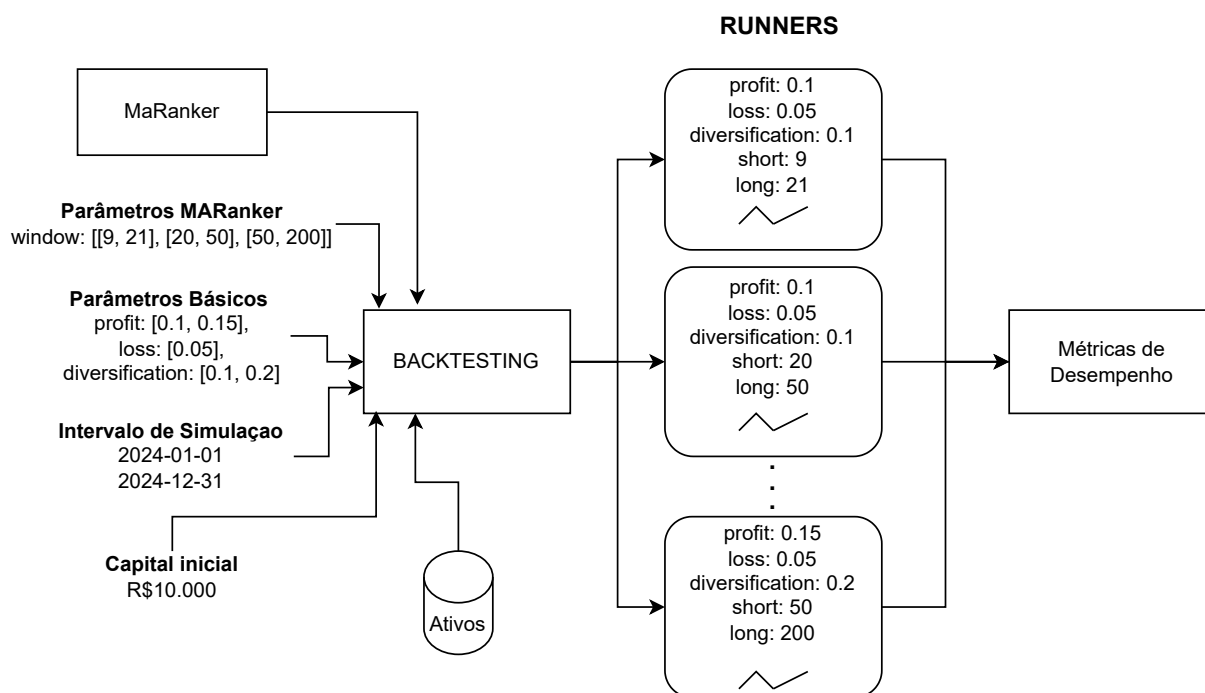 RUNNERS
MaRanker
Parâmetros MARanker
window: [[9, 21], [20, 50], [50, 200]]
Parâmetros Básicos
profit: [0.1, 0.15],
loss: [0.05],
diversification: [0.1, 0.2]
Intervalo de Simulaçao
2024-01-01
2024-12-31
Capital inicial
R$10.000
Ativos
BACKTESTING
profit: 0.1
loss: 0.05
diversification: 0.1
short: 9
long: 21
profit: 0.1
loss: 0.05
diversification: 0.1
short: 20
long: 50
profit: 0.15
loss: 0.05
diversification: 0.2
short: 50
long: 200
Métricas de
Desempenho